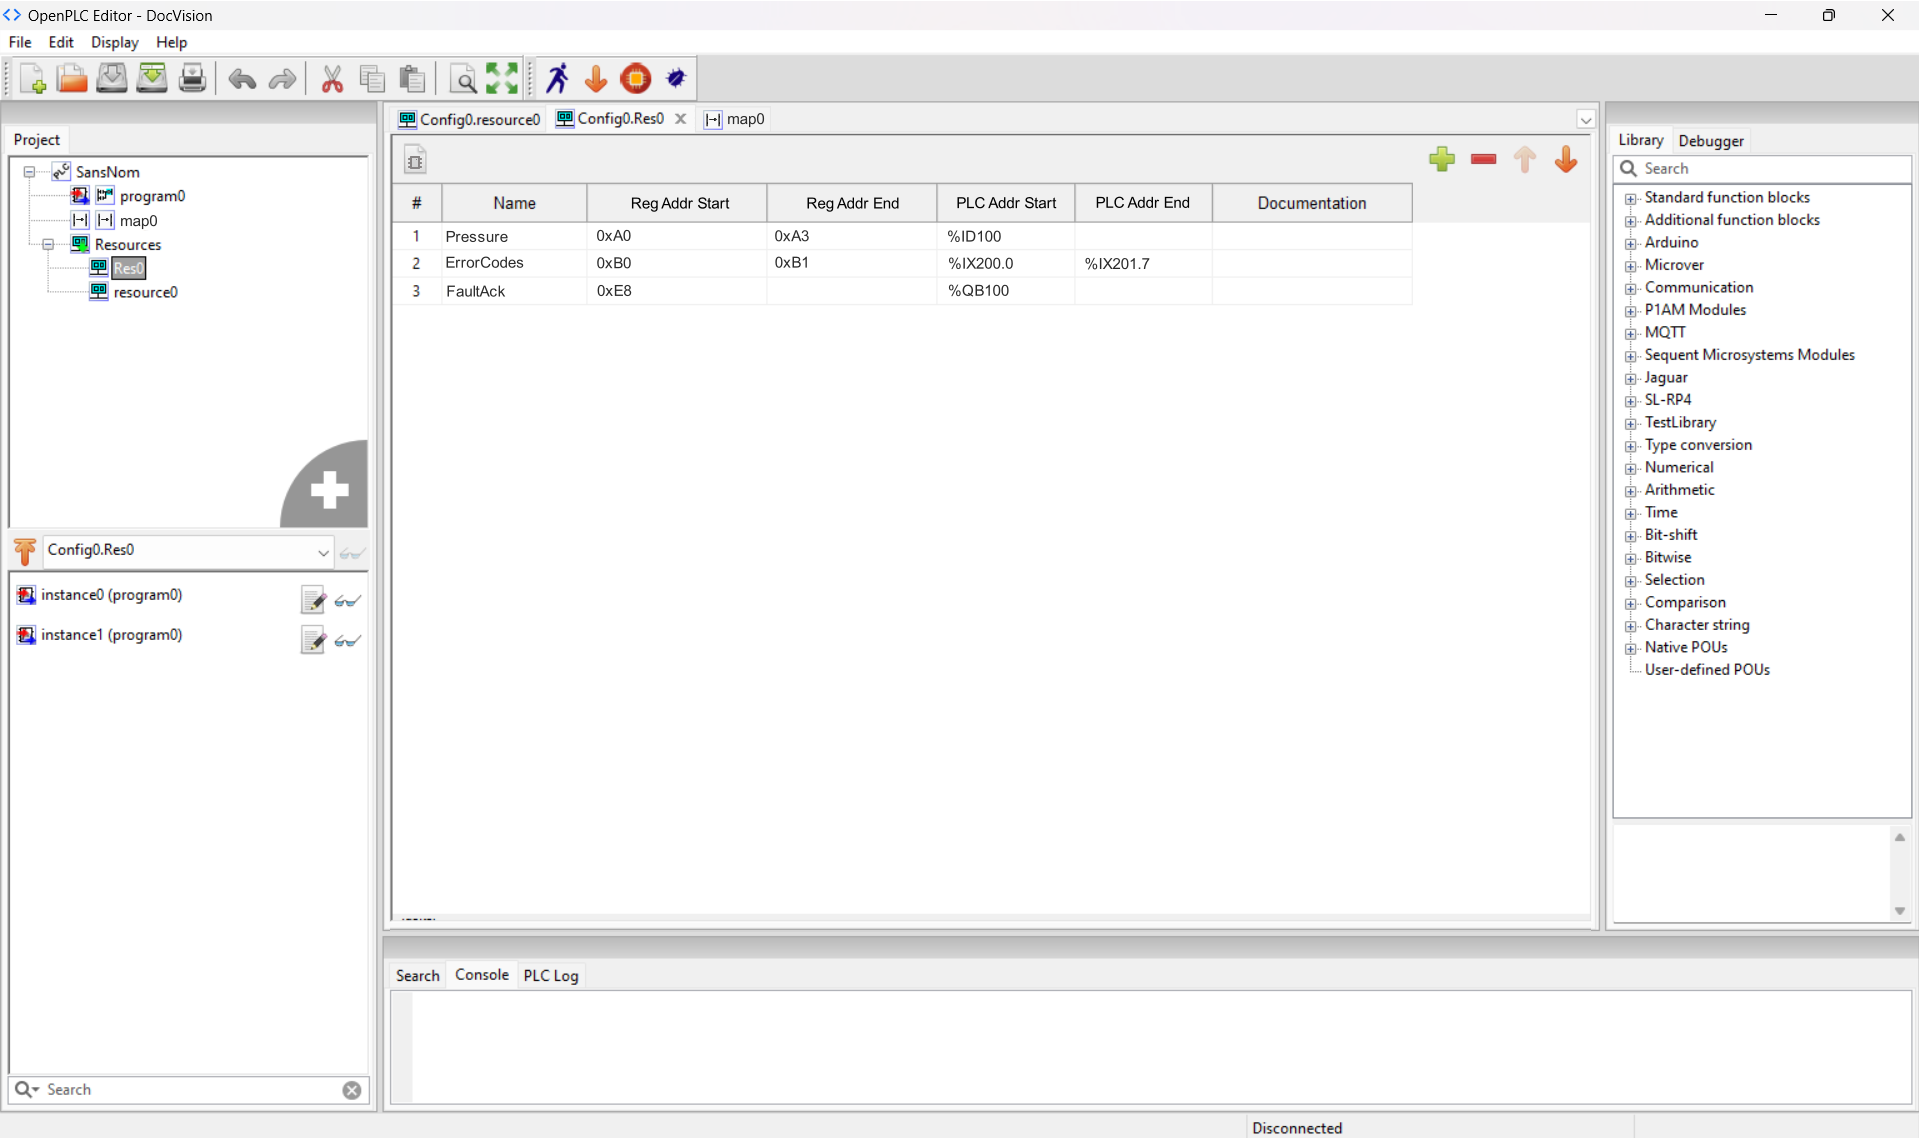 OpenPLC Editor - DocVision
File Edit Display Help
Project
SansNom
program0
map0
Resources
Res0
resource0
Config0.Res0
instance0 (program0)
instance1 (program0)
Search
Config0.resource0 Config0.Res0 map0
# Name Reg Addr Start Reg Addr End PLC Addr Start PLC Addr End Documentation
1 Pressure 0xA0 0xA3 %ID100
2 ErrorCodes 0xB0 0xB1 %IX200.0 %IX201.7
3 FaultAck 0xE8 %QB100
Library Debugger
Search
Standard function blocks
Additional function blocks
Arduino
Microver
Communication
P1AM Modules
MQTT
Sequent Microsystems Modules
Jaguar
SL-RP4
TestLibrary
Type conversion
Numerical
Arithmetic
Time
Bit-shift
Bitwise
Selection
Comparison
Character string
Native POUs
User-defined POUs
Search Console PLC Log
Disconnected